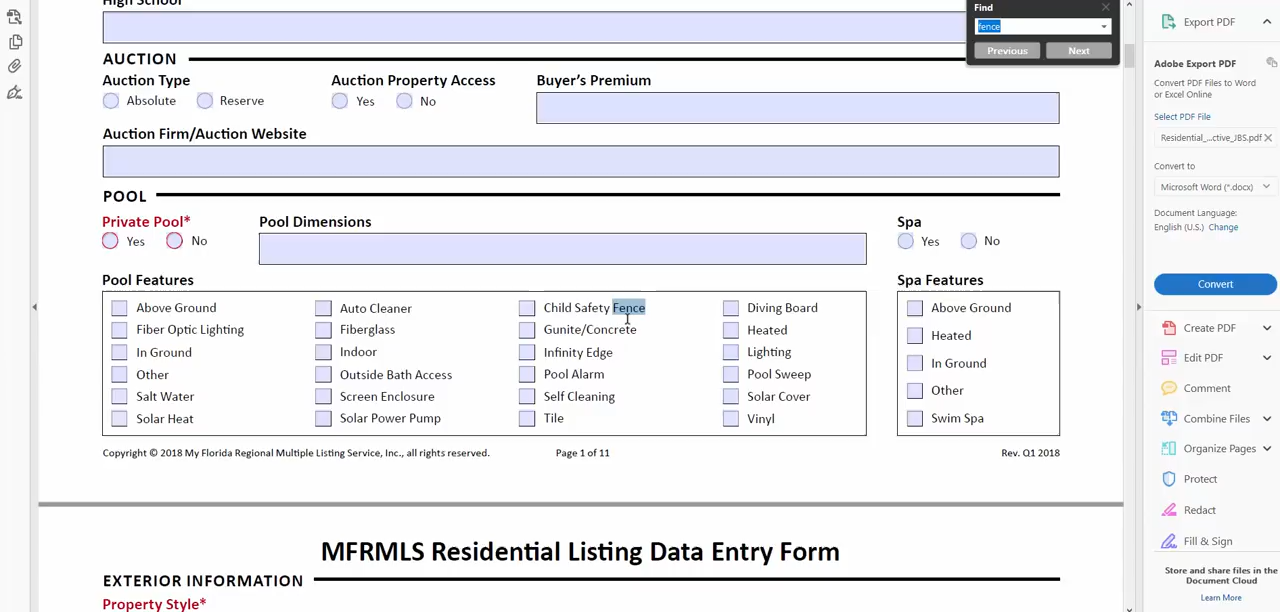 High School
Find
fence
Previous Next
AUCTION
Auction Type Auction Property Access Buyer's Premium
Absolute Reserve Yes No
Auction Firm/Auction Website
POOL
Private Pool* Pool Dimensions Spa
Yes No Yes No
Pool Features Spa Features
Above Ground Auto Cleaner Child Safety Fence Diving Board Above Ground
Fiber Optic Lighting Fiberglass Gunite/Concrete Heated Heated
In Ground Indoor Infinity Edge Lighting In Ground
Other Outside Bath Access Pool Alarm Pool Sweep Other
Salt Water Screen Enclosure Self Cleaning Solar Cover Swim Spa
Solar Heat Solar Power Pump Tile Vinyl
Copyright © 2018 My Florida Regional Multiple Listing Service, Inc., all rights reserved. Page 1 of 11 Rev. Q1 2018
MFRMLS Residential Listing Data Entry Form
EXTERIOR INFORMATION
Property Style*
Export PDF
Adobe Export PDF
Convert PDF Files to Word
or Excel Online
Select PDF File
Residential_...ctive_JBS.pdf
Convert to
Microsoft Word (*.docx)
Document Language:
English (U.S.) Change
Convert
Create PDF
Edit PDF
Comment
Combine Files
Organize Pages
Protect
Redact
Fill & Sign
Store and share files in the
Document Cloud
Learn More